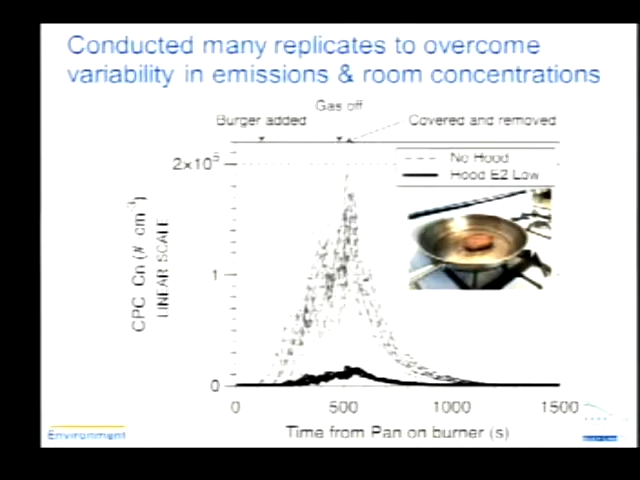 Conducted many replicates to overcome
variability in emissions & room concentrations
Gas off
Burger added
Covered and removed
No Hood
Hood E2 Low
2x10⁵
1
0
CPC Cn (# cm⁻³)
LINEAR SCALE
0 500 1000 1500
Time from Pan on burner (s)
Environment